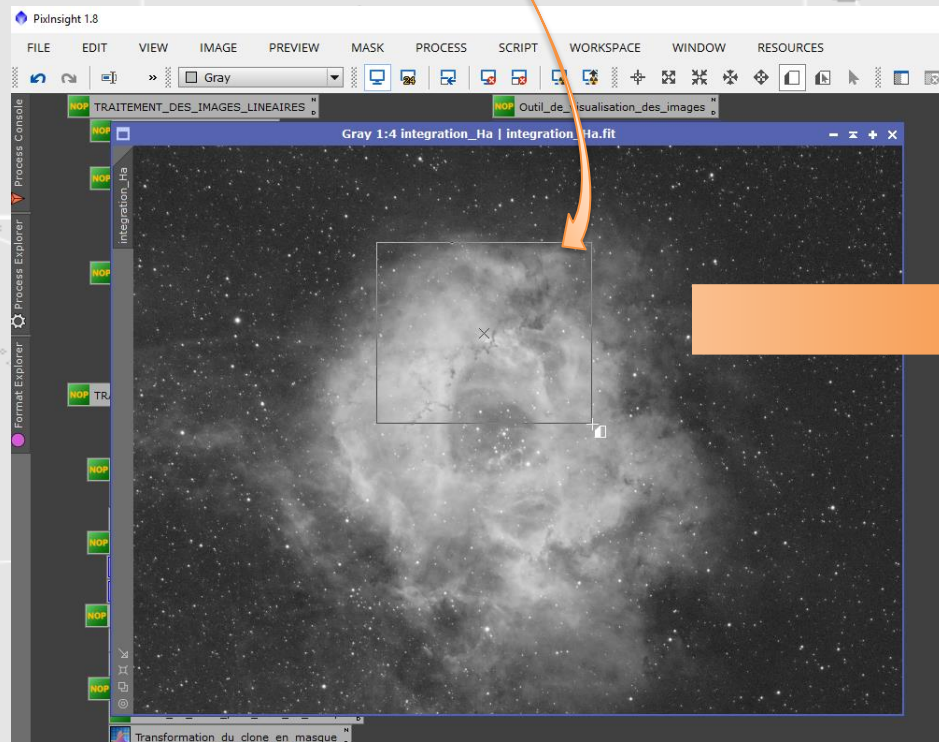 PixInsight 1.8
FILE EDIT VIEW IMAGE PREVIEW MASK PROCESS SCRIPT WORKSPACE WINDOW RESOURCES
» Gray
NOP TRAITEMENT_DES_IMAGES_LINEAIRES N D
NOP Outil_de_visualisation_des_images N D
Gray 1:4 integration_Ha | integration_Ha.fit
integration_Ha
Process Console
Process Explorer
Format Explorer
NOP
NOP
NOP
NOP TR
NOP
NOP
NOP
NOP
Transformation du clone en masque N